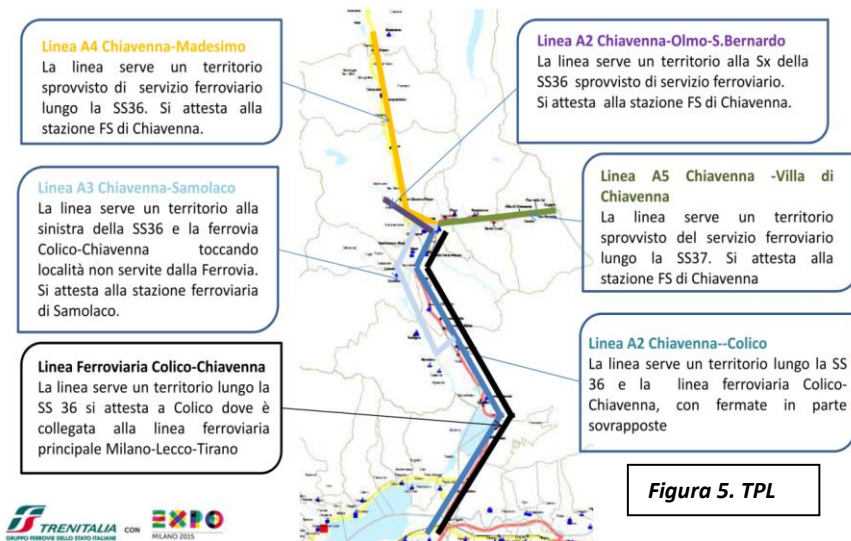 Linea A4 Chiavenna-Madesimo
La linea serve un territorio
sprovvisto di servizio ferroviario
lungo la SS36. Si attesta alla
stazione FS di Chiavenna.
Linea A2 Chiavenna-Olmo-S.Bernardo
La linea serve un territorio alla Sx della
SS36 sprovvisto di servizio ferroviario.
Si attesta alla stazione FS di Chiavenna.
Linea A3 Chiavenna-Samolaco
La linea serve un territorio alla
sinistra della SS36 e la ferrovia
Colico-Chiavenna toccando
località non servite dalla Ferrovia.
Si attesta alla stazione ferroviaria
di Samolaco.
Linea A5 Chiavenna -Villa di
Chiavenna
La linea serve un territorio
sprovvisto del servizio ferroviario
lungo la SS37. Si attesta alla
stazione FS di Chiavenna
Linea Ferroviaria Colico-Chiavenna
La linea serve un territorio lungo la
SS 36 si attesta a Colico dove è
collegata alla linea ferroviaria
principale Milano-Lecco-Tirano
Linea A2 Chiavenna--Colico
La linea serve un territorio lungo la SS
36 e la linea ferroviaria Colico-
Chiavenna, con fermate in parte
sovrapposte
Figura 5. TPL
TRENITALIA
GRUPPO FERROVIE DELLO STATO ITALIANE
CON
EXPO
MILANO 2015